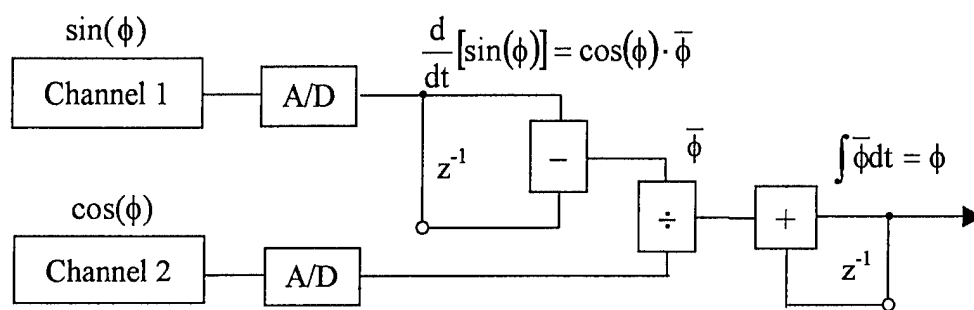 sin(ϕ)
Channel 1
A/D
d/dt [sin(ϕ)] = cos(ϕ)·ϕ̅
−
z⁻¹
ϕ̅
÷
∫ϕ̅dt = ϕ
+
z⁻¹
cos(ϕ)
Channel 2
A/D